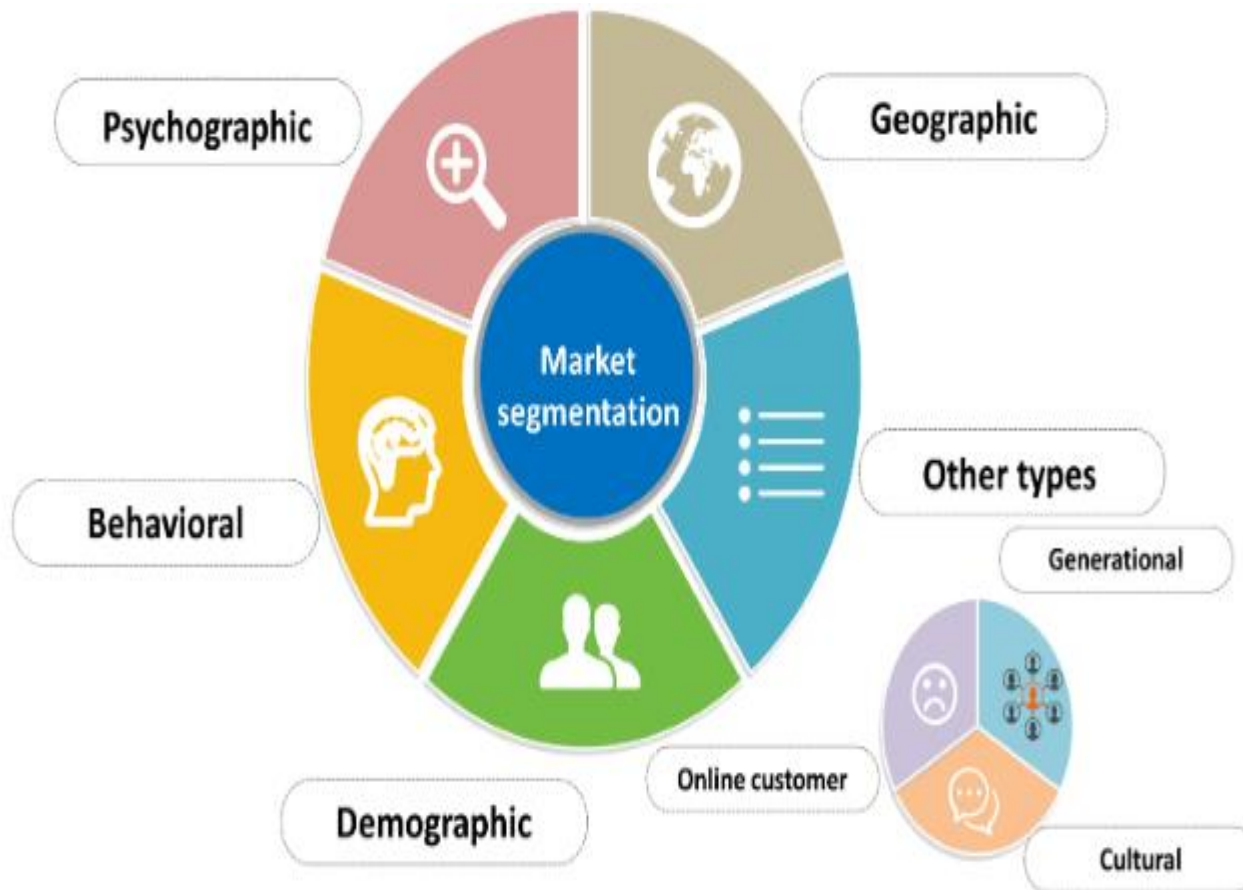 Psychographic
Geographic
Market
segmentation
Behavioral
Other types
Generational
Online customer
Demographic
Cultural